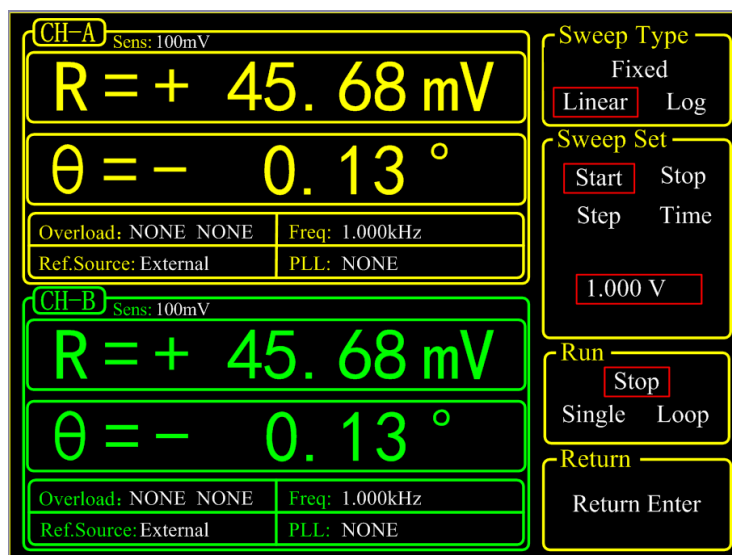 CH-A Sens: 100mV
R=+ 45.68 mV
θ=- 0.13 °
Overload: NONE NONE Freq: 1.000kHz
Ref.Source: External PLL: NONE
CH-B Sens: 100mV
R=+ 45.68 mV
θ=- 0.13 °
Overload: NONE NONE Freq: 1.000kHz
Ref.Source: External PLL: NONE
Sweep Type
Fixed
Linear Log
Sweep Set
Start Stop
Step Time
1.000 V
Run
Stop
Single Loop
Return
Return Enter